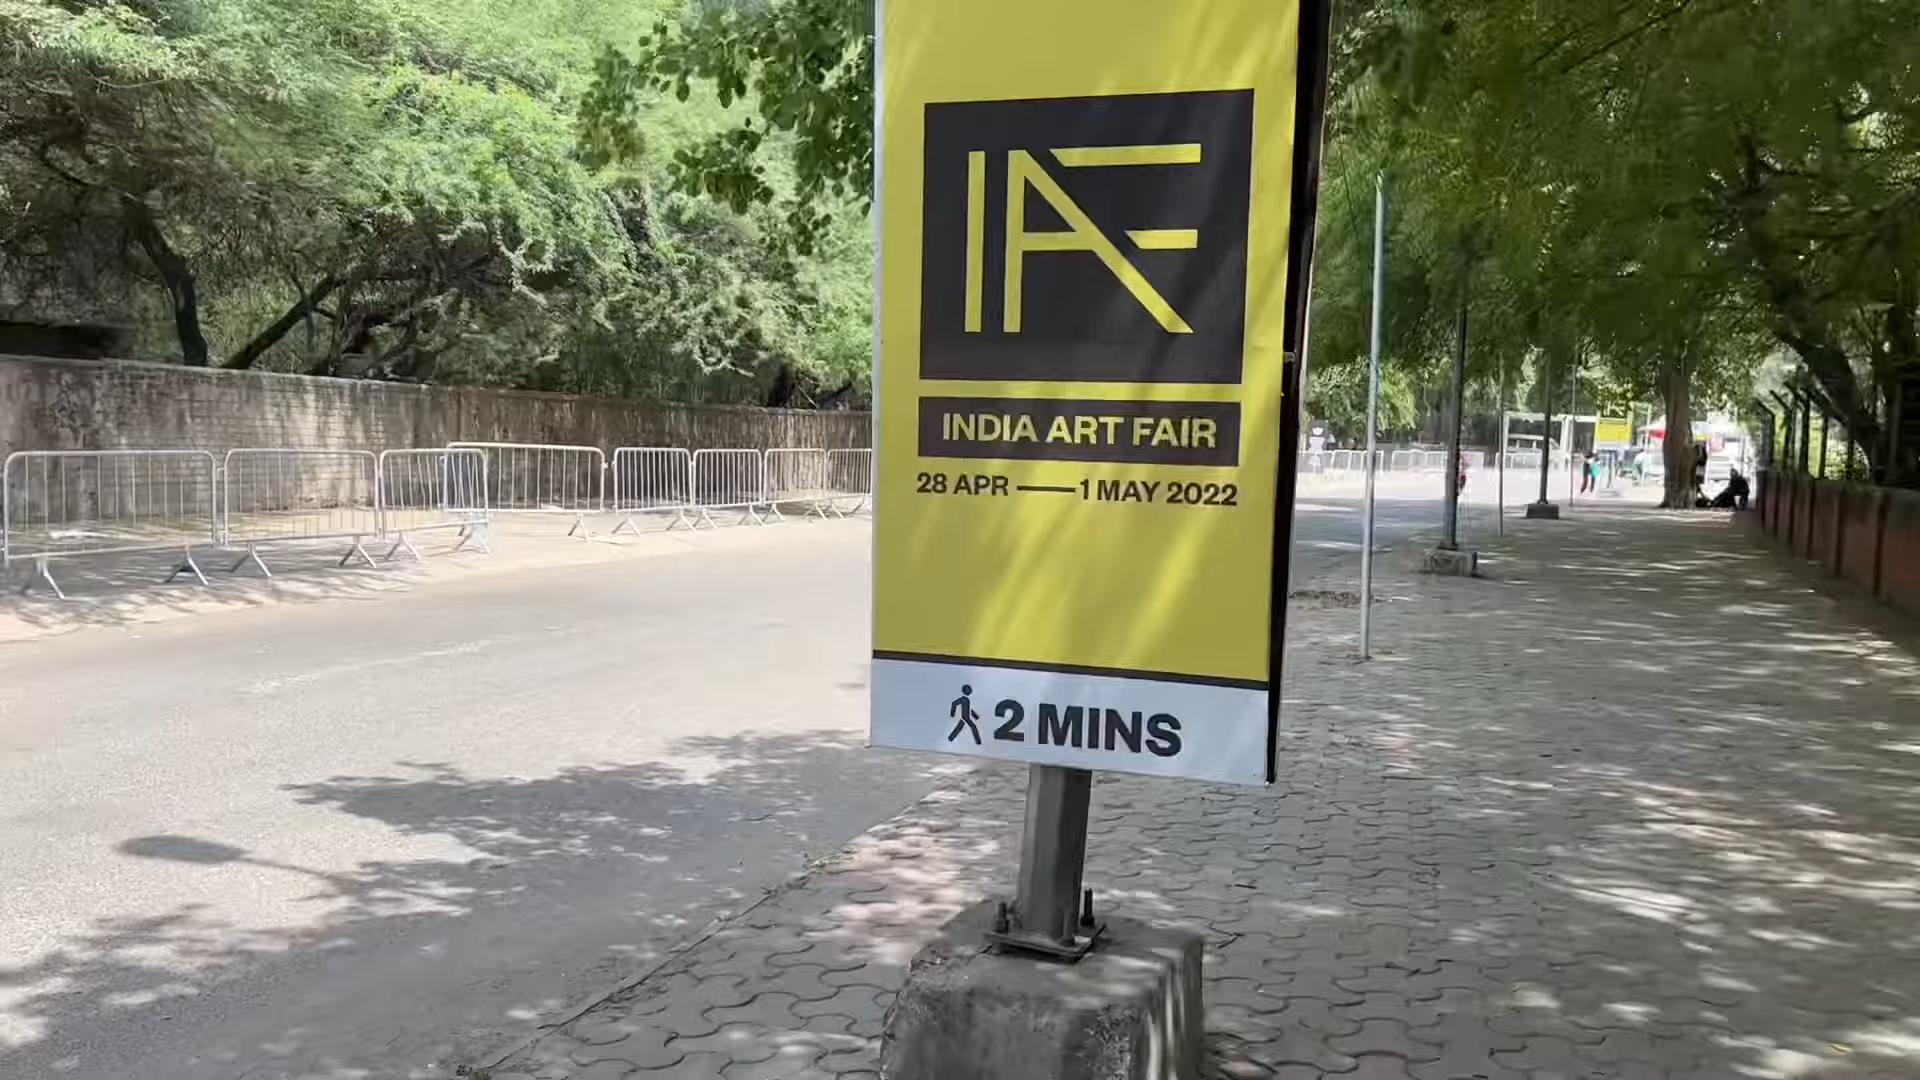 IAF
INDIA ART FAIR
28 APR — 1 MAY 2022
2 MINS